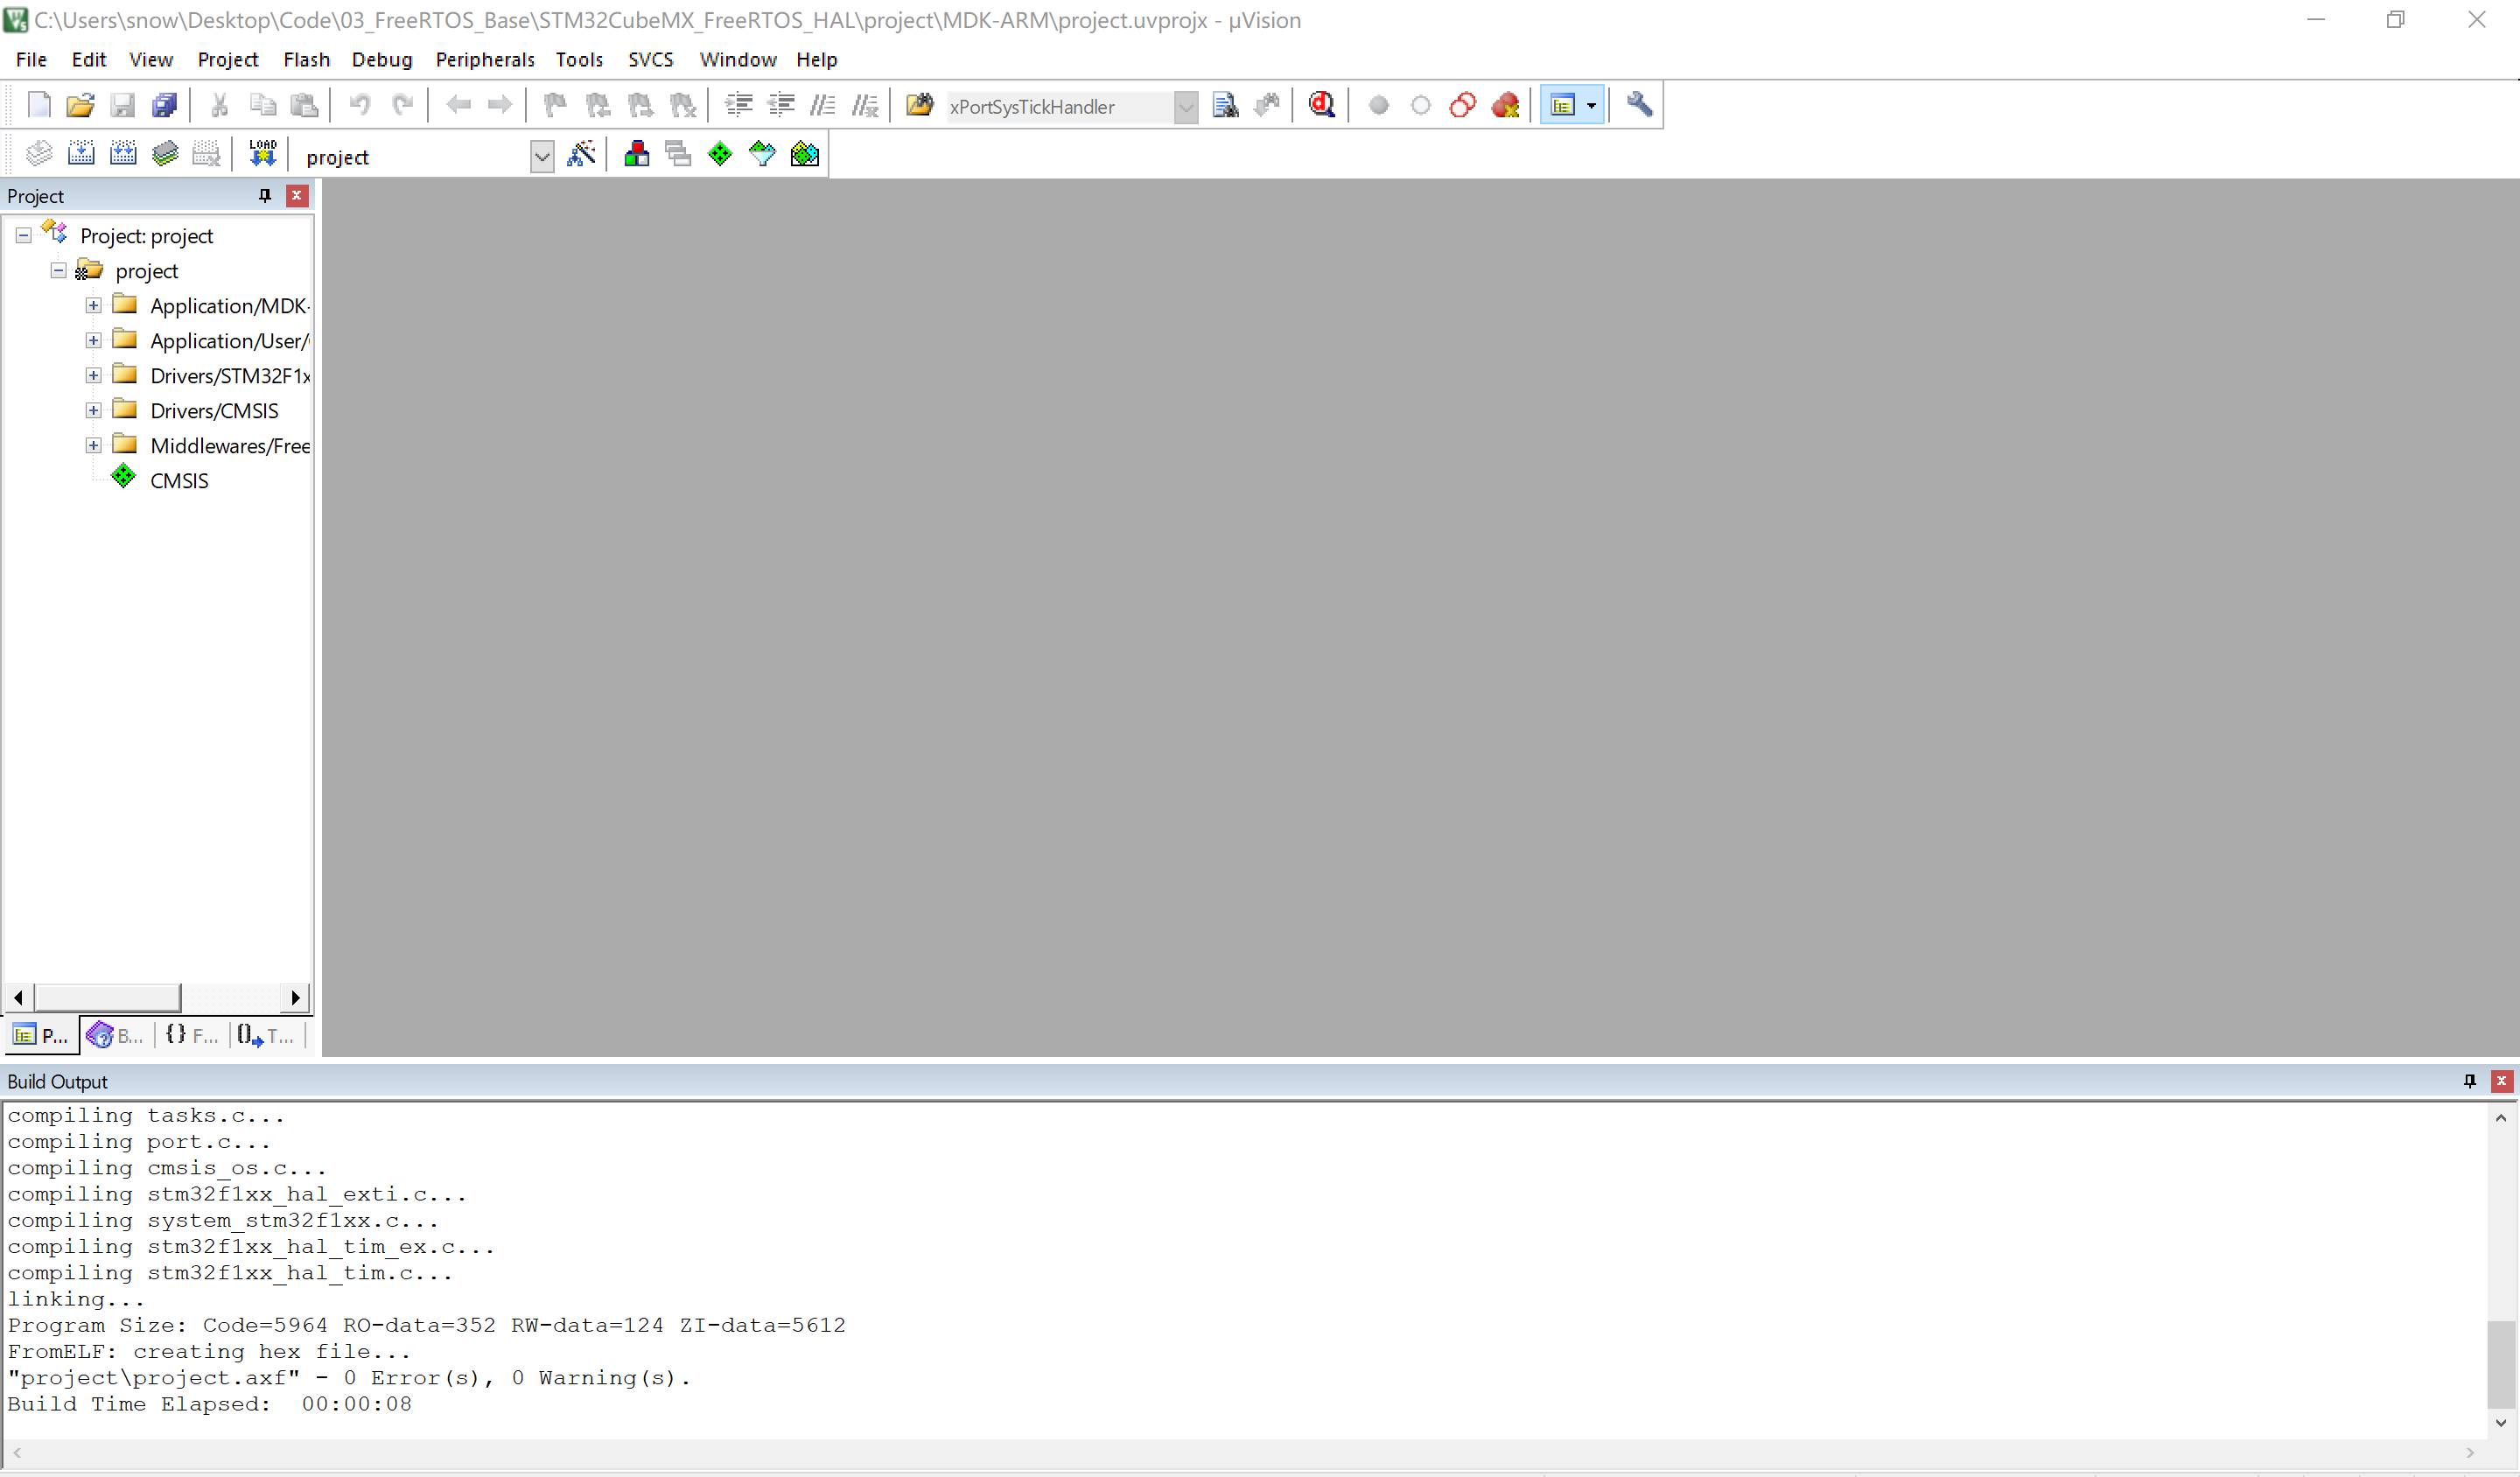 C:\Users\snow\Desktop\Code\03_FreeRTOS_Base\STM32CubeMX_FreeRTOS_HAL\project\MDK-ARM\project.uvprojx - µVision
File Edit View Project Flash Debug Peripherals Tools SVCS Window Help
xPortSysTickHandler
LOAD
project
Project
Project: project
project
Application/MDK-
Application/User/
Drivers/STM32F1x
Drivers/CMSIS
Middlewares/Free
CMSIS
P... B... {} F... T...
Build Output
compiling tasks.c...
compiling port.c...
compiling cmsis_os.c...
compiling stm32f1xx_hal_exti.c...
compiling system_stm32f1xx.c...
compiling stm32f1xx_hal_tim_ex.c...
compiling stm32f1xx_hal_tim.c...
linking...
Program Size: Code=5964 RO-data=352 RW-data=124 ZI-data=5612
FromELF: creating hex file...
"project\project.axf" - 0 Error(s), 0 Warning(s).
Build Time Elapsed:  00:00:08